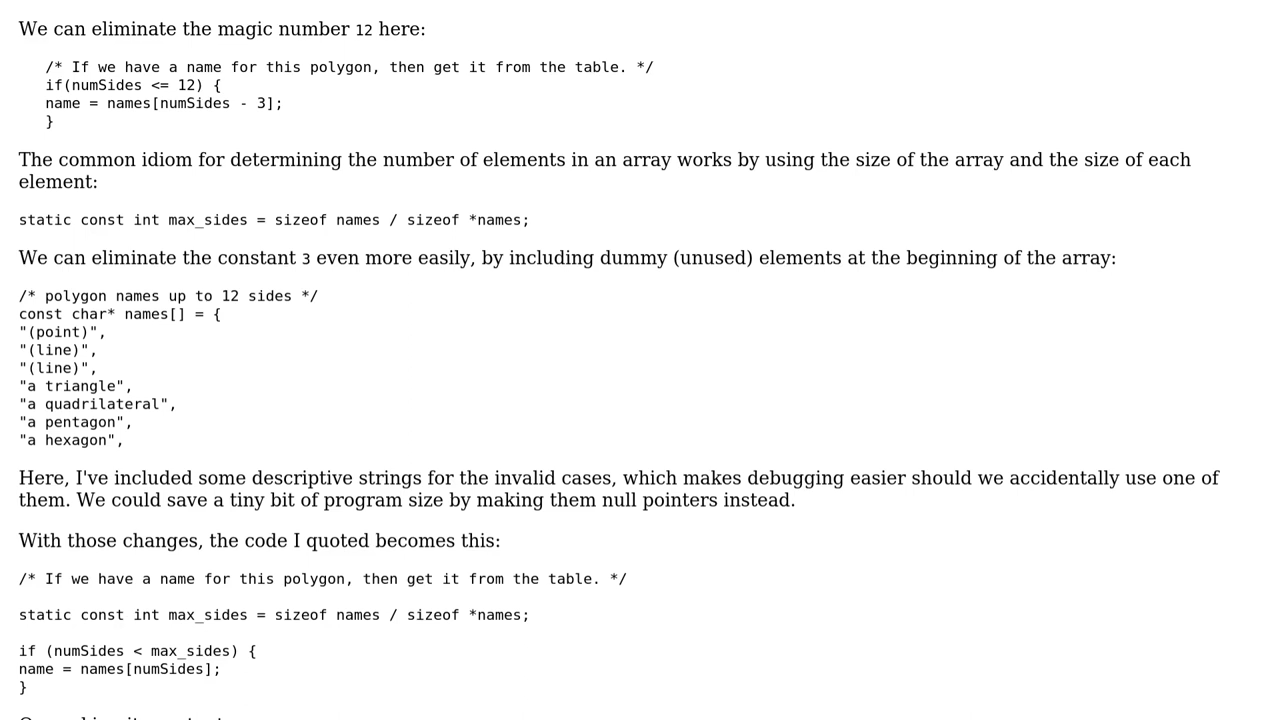 We can eliminate the magic number 12 here:
/* If we have a name for this polygon, then get it from the table. */
if(numSides <= 12) {
name = names[numSides - 3];
}
The common idiom for determining the number of elements in an array works by using the size of the array and the size of each
element:
static const int max_sides = sizeof names / sizeof *names;
We can eliminate the constant 3 even more easily, by including dummy (unused) elements at the beginning of the array:
/* polygon names up to 12 sides */
const char* names[] = {
"(point)",
"(line)",
"(line)",
"a triangle",
"a quadrilateral",
"a pentagon",
"a hexagon",
Here, I've included some descriptive strings for the invalid cases, which makes debugging easier should we accidentally use one of
them. We could save a tiny bit of program size by making them null pointers instead.
With those changes, the code I quoted becomes this:
/* If we have a name for this polygon, then get it from the table. */
static const int max_sides = sizeof names / sizeof *names;
if (numSides < max_sides) {
name = names[numSides];
}